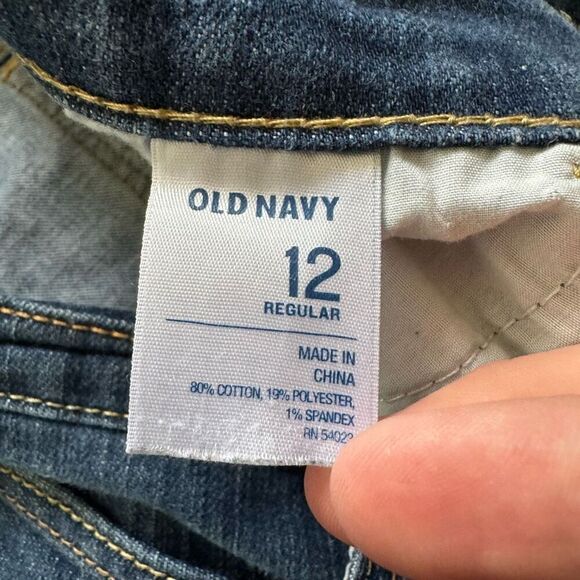 OLD NAVY
12
REGULAR
MADE IN
CHINA
80% COTTON, 19% POLYESTER,
1% SPANDEX
RN 54023